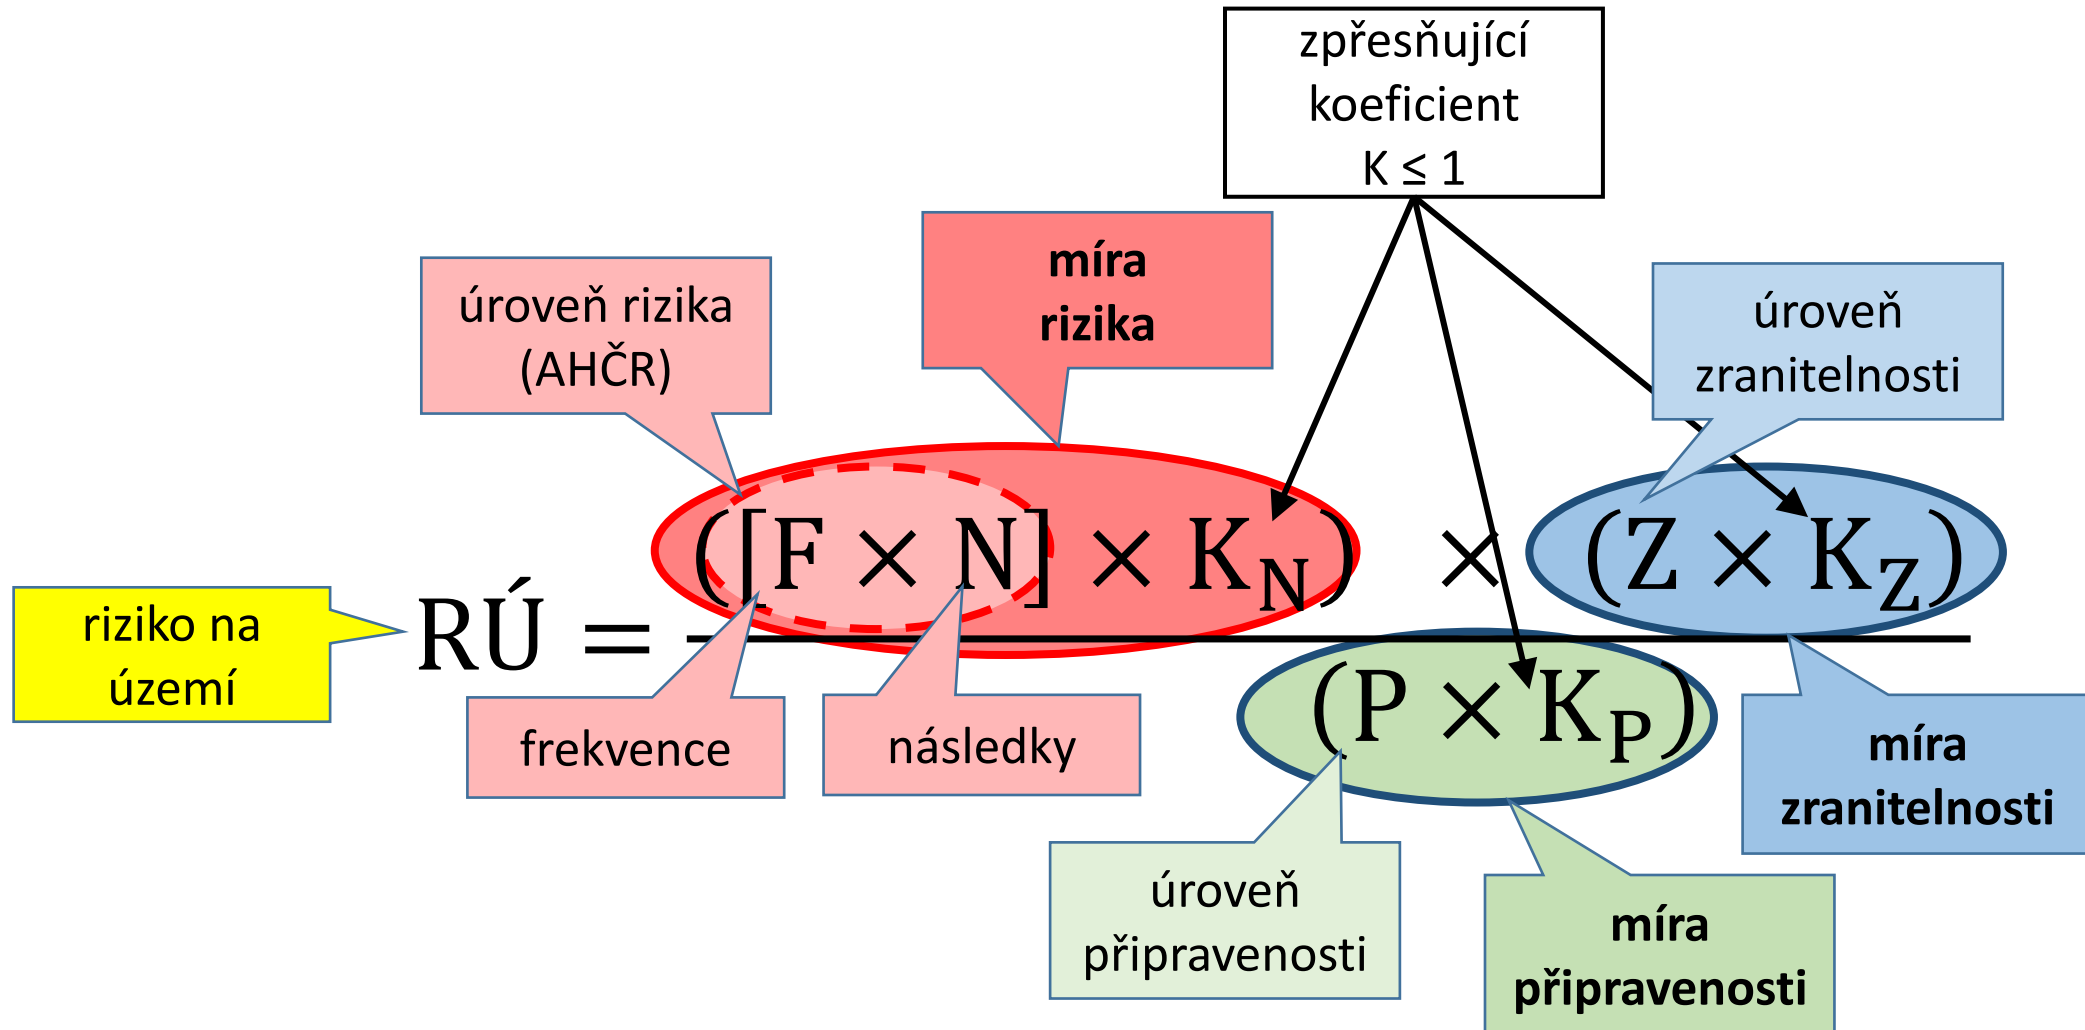 zpřesňující
koeficient
K ≤ 1
míra
rizika
úroveň rizika
(AHČR)
úroveň
zranitelnosti
([F × N] × K_N) × (Z × K_Z)
riziko na
území
RÚ =
(P × K_P)
frekvence
následky
míra
zranitelnosti
úroveň
připravenosti
míra
připravenosti